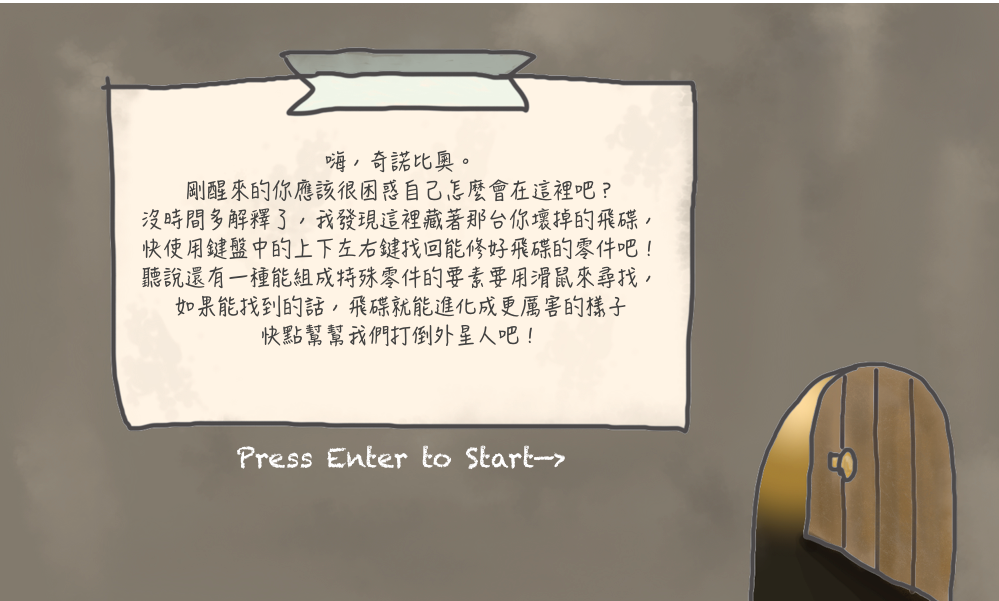 嗨，奇諾比奧。
剛醒來的你應該很困惑自己怎麼會在這裡吧？
沒時間多解釋了，我發現這裡藏著那台你壞掉的飛碟，
快使用鍵盤中的上下左右鍵找回能修好飛碟的零件吧！
聽說還有一種能組成特殊零件的要素要用滑鼠來尋找，
如果能找到的話，飛碟就能進化成更厲害的樣子
快點幫幫我們打倒外星人吧！
Press Enter to Start—>